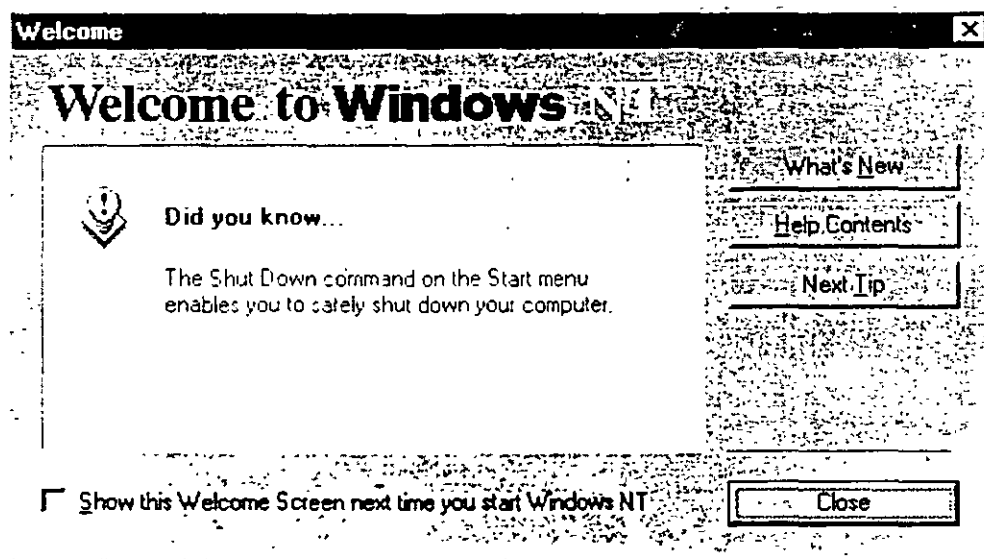 Welcome
Welcome to Windows NT
What's New
Did you know...
Help Contents
The Shut Down command on the Start menu
enables you to safely shut down your computer.
Next Tip
Show this Welcome Screen next time you start Windows NT
Close